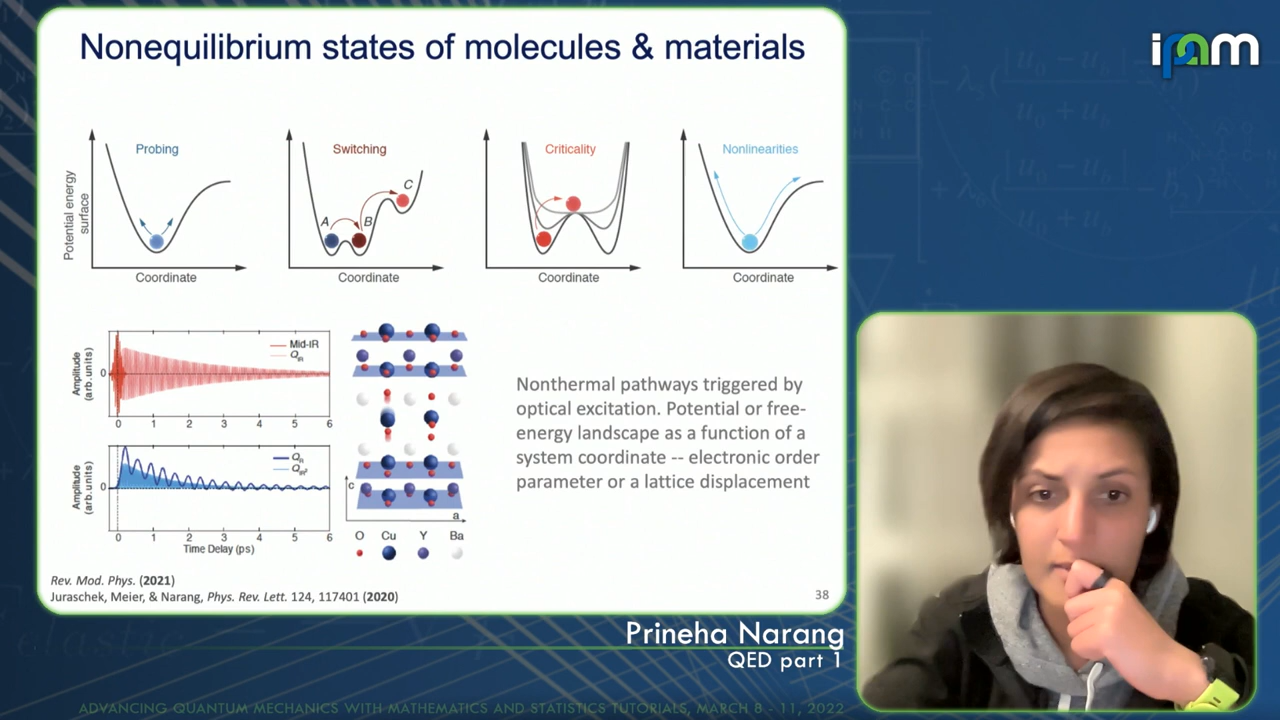 Nonequilibrium states of molecules & materials
ipam
Probing
Switching
Criticality
Nonlinearities
Potential energy
surface
A
B
C
Coordinate
Coordinate
Coordinate
Coordinate
Amplitude
(arb.units)
0
Mid-IR
Q_IR
0 1 2 3 4 5 6
Amplitude
(arb.units)
0
Q_R
Q_IR²
0 1 2 3 4 5 6
Time Delay (ps)
c
a
O Cu Y Ba
Nonthermal pathways triggered by
optical excitation. Potential or free-
energy landscape as a function of a
system coordinate -- electronic order
parameter or a lattice displacement
Rev. Mod. Phys. (2021)
Juraschek, Meier, & Narang, Phys. Rev. Lett. 124, 117401 (2020)
38
Prineha Narang
QED part 1
ADVANCING QUANTUM MECHANICS WITH MATHEMATICS AND STATISTICS TUTORIALS, MARCH 8 - 11, 2022